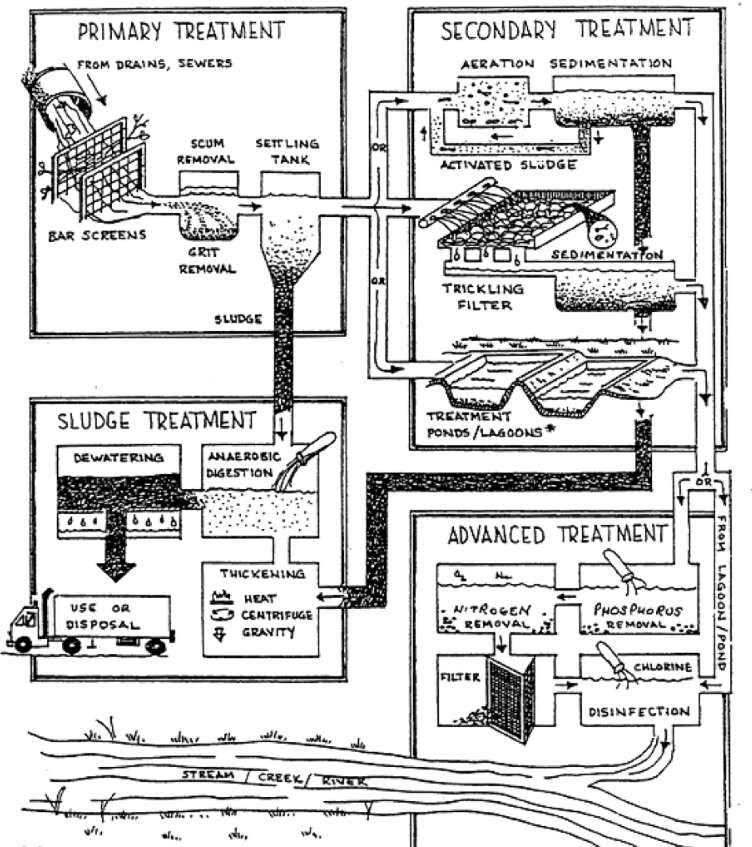 PRIMARY TREATMENT
FROM DRAINS, SEWERS
SCUM
REMOVAL
SETTLING
TANK
BAR SCREENS
GRIT
REMOVAL
SLUDGE
SECONDARY TREATMENT
AERATION SEDIMENTATION
OR
ACTIVATED SLUDGE
SEDIMENTATION
TRICKLING
FILTER
OR
TREATMENT
PONDS/LAGOONS*
SLUDGE TREATMENT
DEWATERING
ANAEROBIC
DIGESTION
THICKENING
HEAT
CENTRIFUGE
GRAVITY
USE OR
DISPOSAL
OR
FROM LAGOON/POND
ADVANCED TREATMENT
NITROGEN
REMOVAL
PHOSPHORUS
REMOVAL
FILTER
CHLORINE
DISINFECTION
STREAM / CREEK / RIVER